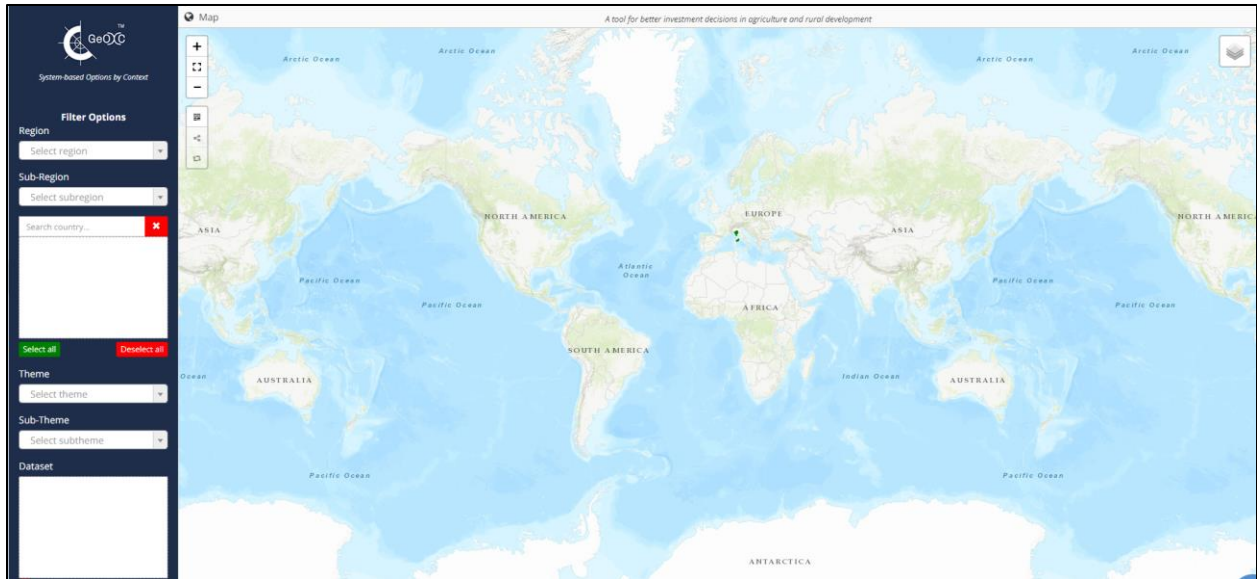 GeOXC
TM
System-based Options by Context
Filter Options
Region
Select region
Sub-Region
Select subregion
Search country...
Select all
Deselect all
Theme
Select theme
Sub-Theme
Select subtheme
Dataset
Map
A tool for better investment decisions in agriculture and rural development
+
−
Arctic Ocean
Arctic Ocean
Arctic Ocean
Arctic Ocean
NORTH AMERICA
EUROPE
NORTH AMERIC
ASIA
ASIA
Atlantic
Ocean
Pacific Ocean
Pacific Ocean
Pacific Ocean
Pacific Ocean
AFRICA
SOUTH AMERICA
Ocean
AUSTRALIA
Indian Ocean
AUSTRALIA
Pacific Ocean
Pacific Ocean
ANTARCTICA